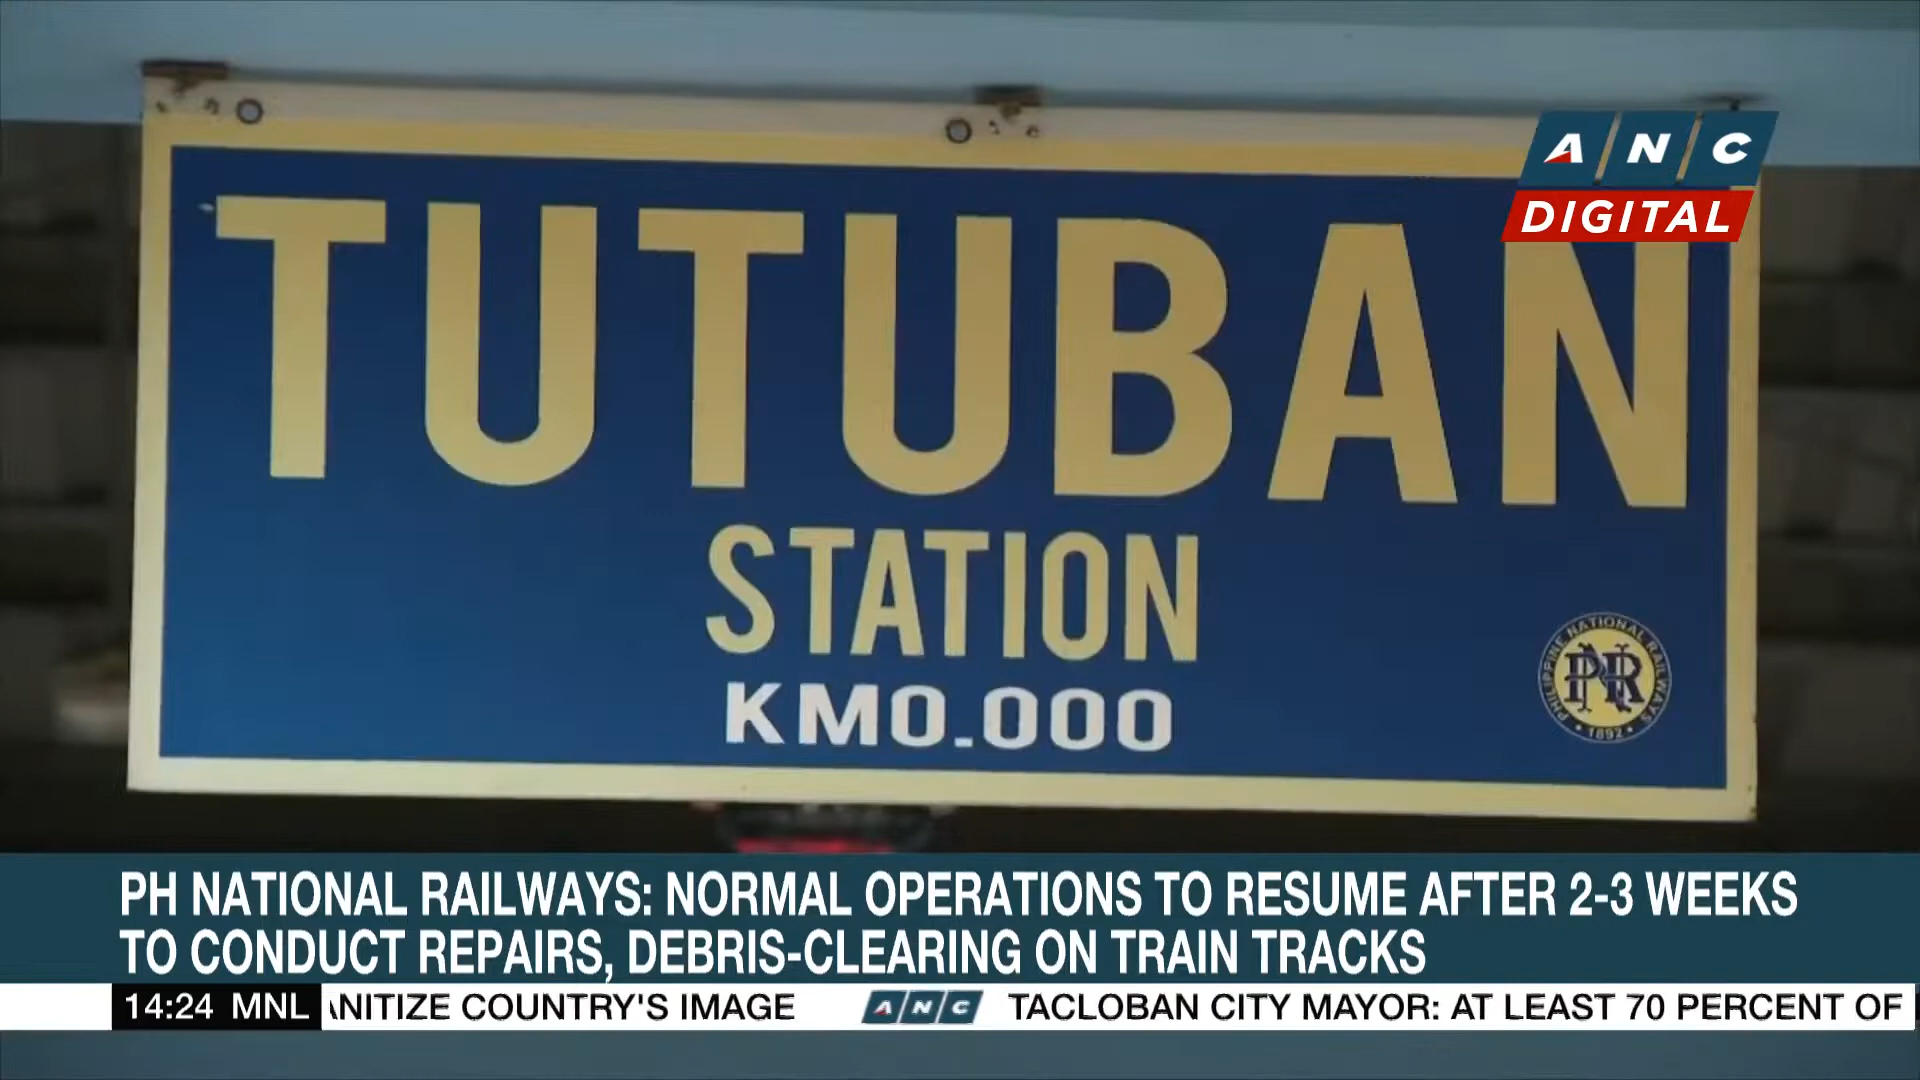 TUTUBAN
STATION
KM0.000
PHILIPPINE NATIONAL RAILWAYS
PNR
• 1892 •
ANC
DIGITAL
PH NATIONAL RAILWAYS: NORMAL OPERATIONS TO RESUME AFTER 2-3 WEEKS
TO CONDUCT REPAIRS, DEBRIS-CLEARING ON TRAIN TRACKS
14:24 MNL COUNTRY'S IMAGE ANC TACLOBAN CITY MAYOR: AT LEAST 70 PERCENT OF